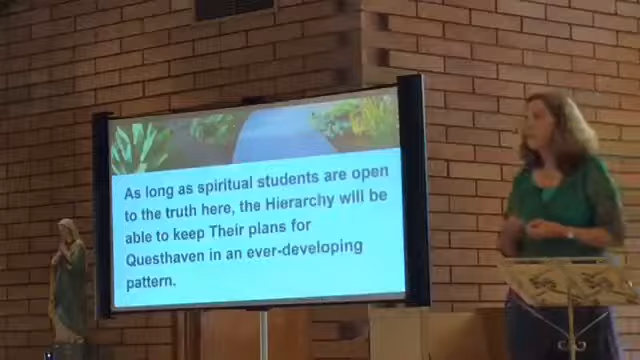 As long as spiritual students are open
to the truth here, the Hierarchy will be
able to keep Their plans for
Questhaven in an ever-developing
pattern.